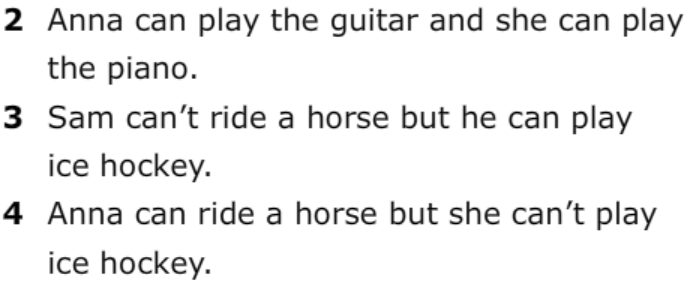 2 Anna can play the guitar and she can play
the piano.
3 Sam can’t ride a horse but he can play
ice hockey.
4 Anna can ride a horse but she can’t play
ice hockey.